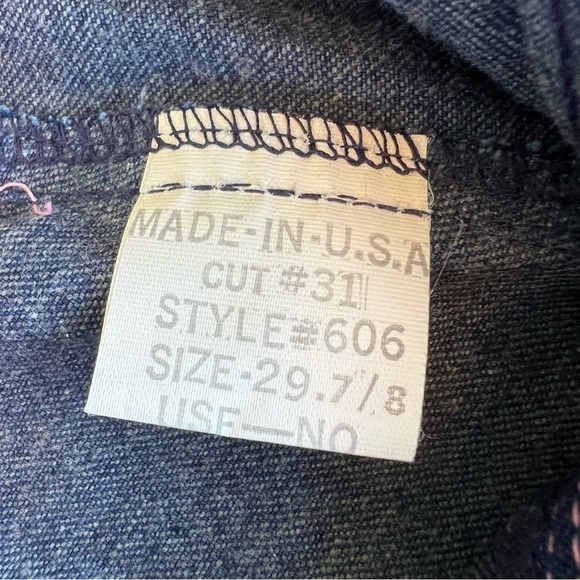 MADE-IN-U.S.A
CUT #31
STYLE#606
SIZE-29.7/8
USE—NO